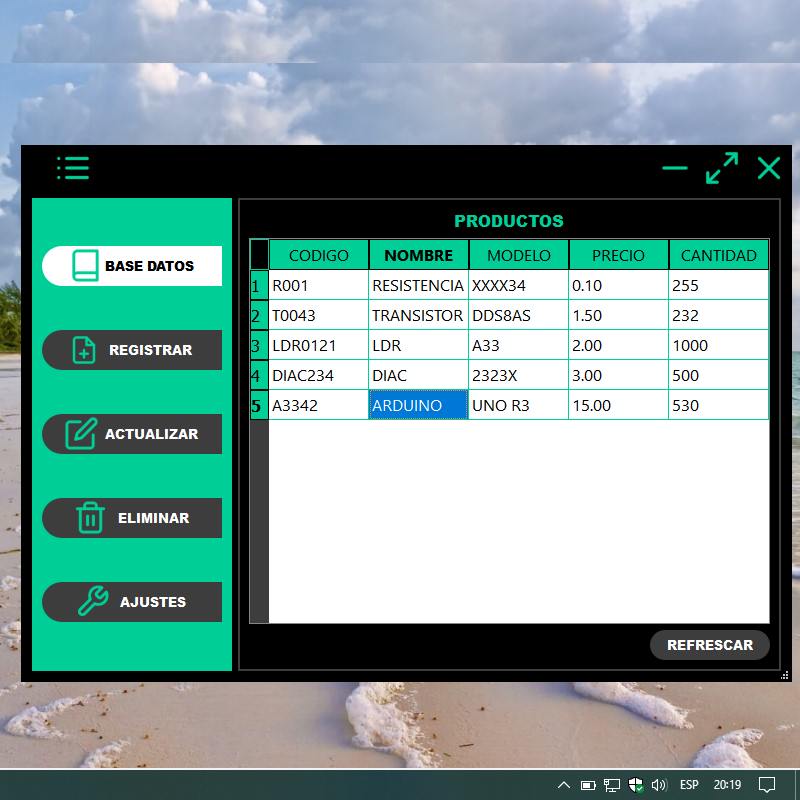 PRODUCTOS
CODIGO NOMBRE MODELO PRECIO CANTIDAD
1 R001 RESISTENCIA XXXX34 0.10 255
2 T0043 TRANSISTOR DDS8AS 1.50 232
3 LDR0121 LDR A33 2.00 1000
4 DIAC234 DIAC 2323X 3.00 500
5 A3342 ARDUINO UNO R3 15.00 530
BASE DATOS
REGISTRAR
ACTUALIZAR
ELIMINAR
AJUSTES
REFRESCAR
ESP 20:19